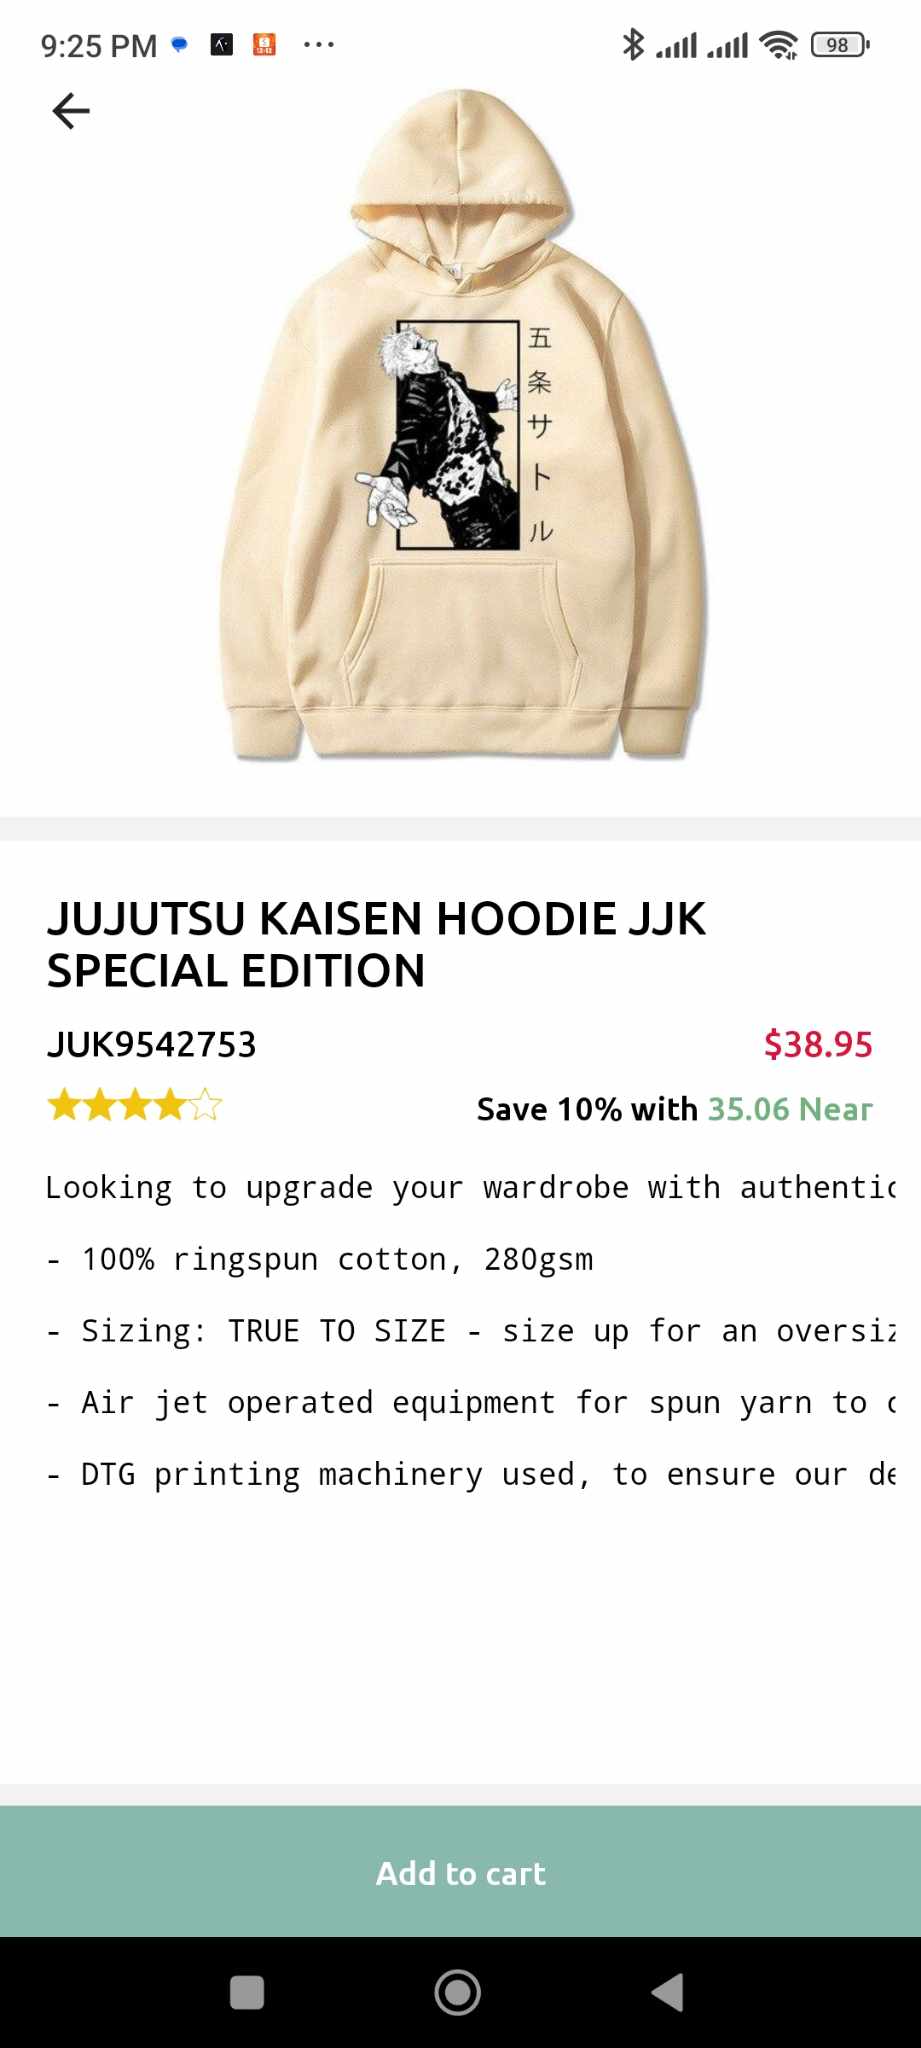 9:25 PM
98
五条サトル
JUJUTSU KAISEN HOODIE JJK
SPECIAL EDITION
JUK9542753
$38.95
Save 10% with 35.06 Near
Looking to upgrade your wardrobe with authentic
- 100% ringspun cotton, 280gsm
- Sizing: TRUE TO SIZE - size up for an oversiz
- Air jet operated equipment for spun yarn to c
- DTG printing machinery used, to ensure our de
Add to cart